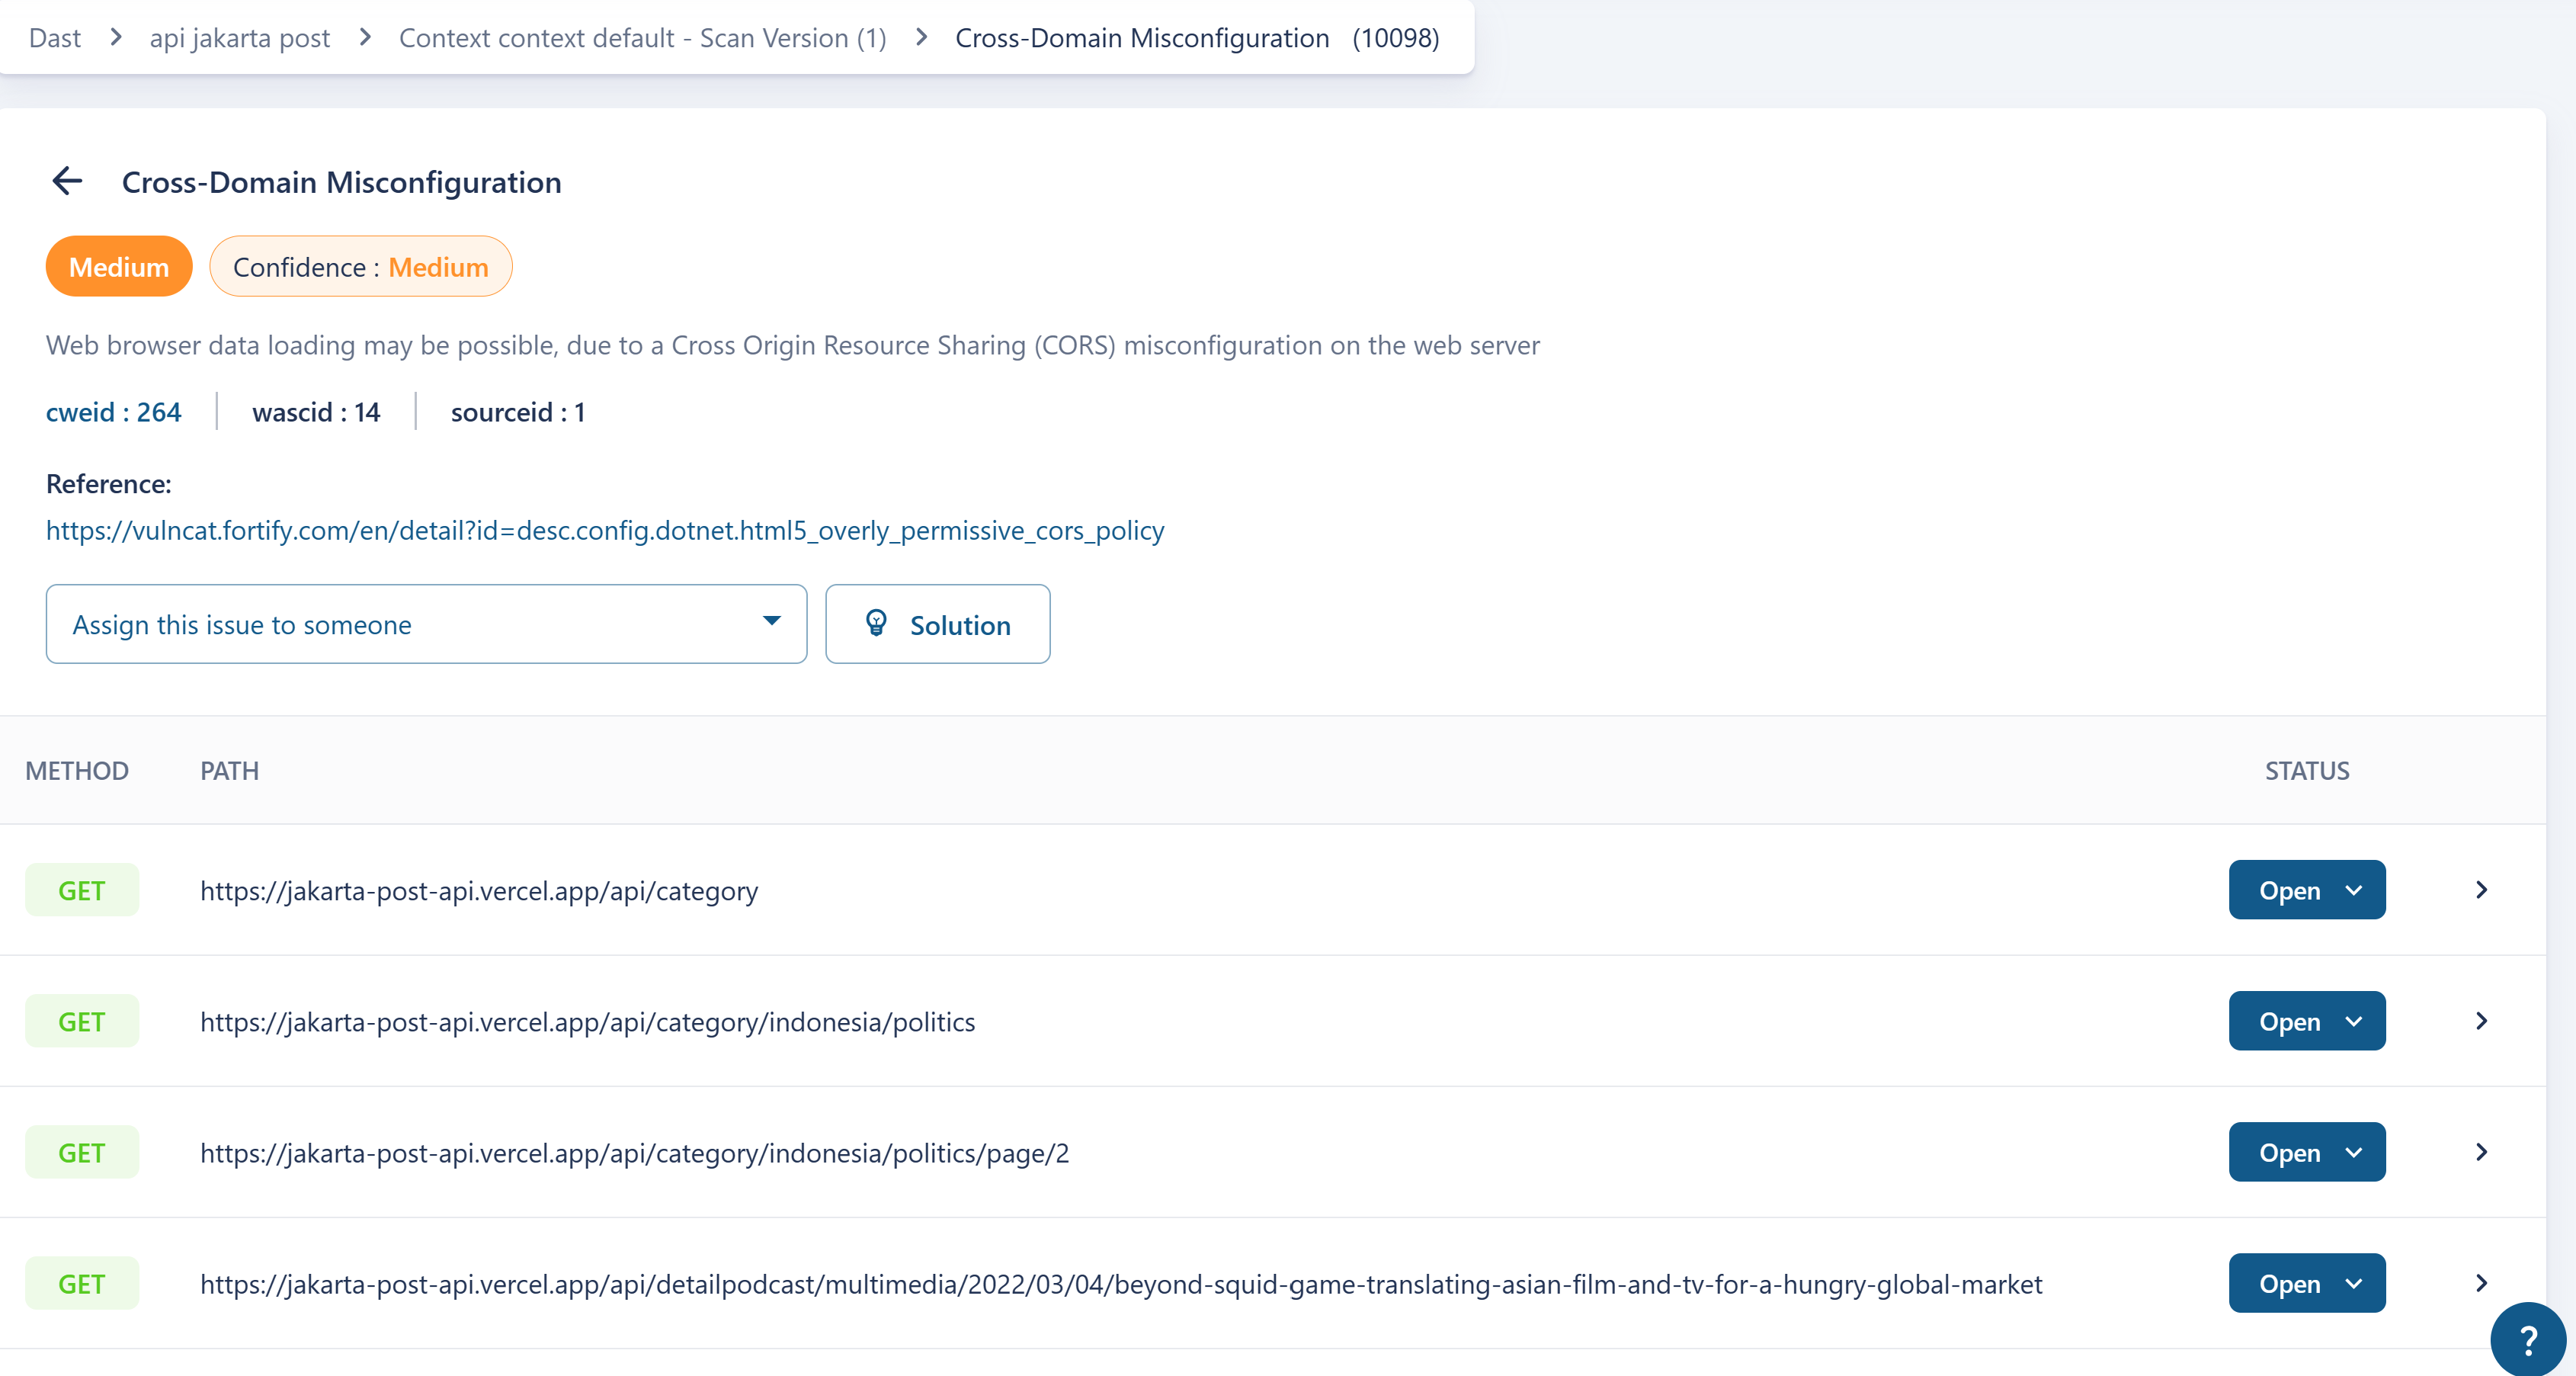 Dast > api jakarta post > Context context default - Scan Version (1) > Cross-Domain Misconfiguration (10098)
Cross-Domain Misconfiguration
Medium Confidence : Medium
Web browser data loading may be possible, due to a Cross Origin Resource Sharing (CORS) misconfiguration on the web server
cweid : 264 wascid : 14 sourceid : 1
Reference:
https://vulncat.fortify.com/en/detail?id=desc.config.dotnet.html5_overly_permissive_cors_policy
Assign this issue to someone Solution
METHOD PATH STATUS
GET https://jakarta-post-api.vercel.app/api/category Open
GET https://jakarta-post-api.vercel.app/api/category/indonesia/politics Open
GET https://jakarta-post-api.vercel.app/api/category/indonesia/politics/page/2 Open
GET https://jakarta-post-api.vercel.app/api/detailpodcast/multimedia/2022/03/04/beyond-squid-game-translating-asian-film-and-tv-for-a-hungry-global-market Open
?